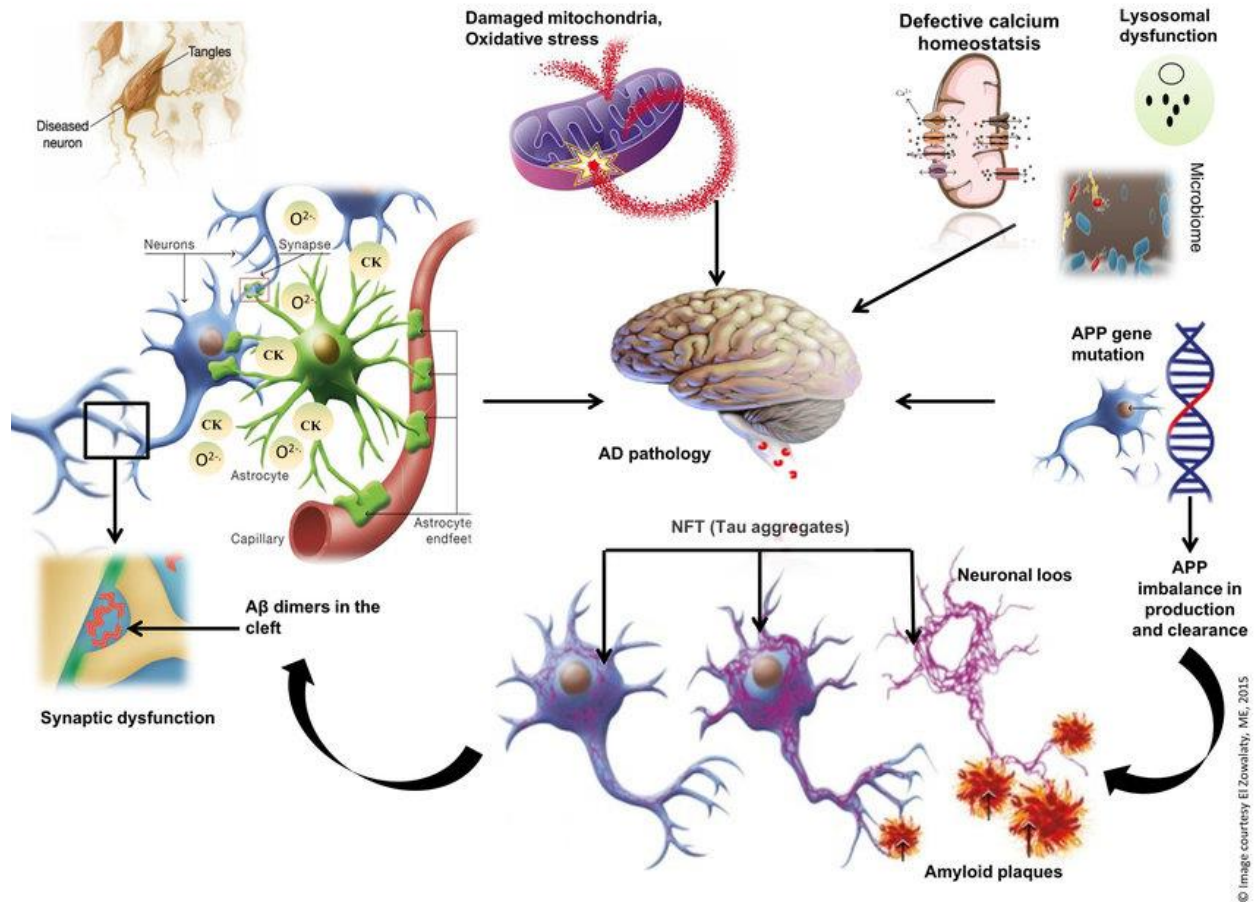 Damaged mitochondria,
Oxidative stress
Defective calcium
homeostatsis
Lysosomal
dysfunction
Tangles
Diseased
neuron
Microbiome
O2-.
Neurons
Synapse
CK
O2-.
CK
CK
CK
O2-.
O2-.
Astrocyte
Capillary
Astrocyte
endfeet
AD pathology
APP gene
mutation
APP
imbalance in
production
and clearance
NFT (Tau aggregates)
Neuronal loos
Aβ dimers in the
cleft
Synaptic dysfunction
Amyloid plaques
© Image courtesy El Zowalaty, ME, 2015